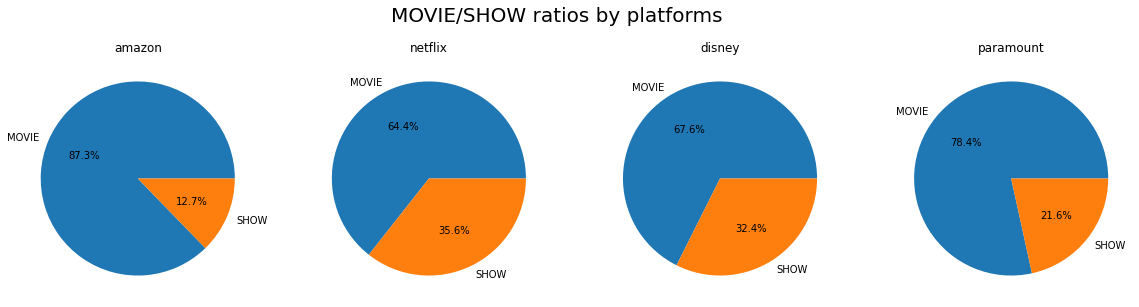 MOVIE/SHOW ratios by platforms
amazon
MOVIE
87.3%
12.7%
SHOW
netflix
MOVIE
64.4%
35.6%
SHOW
disney
MOVIE
67.6%
32.4%
SHOW
paramount
MOVIE
78.4%
21.6%
SHOW